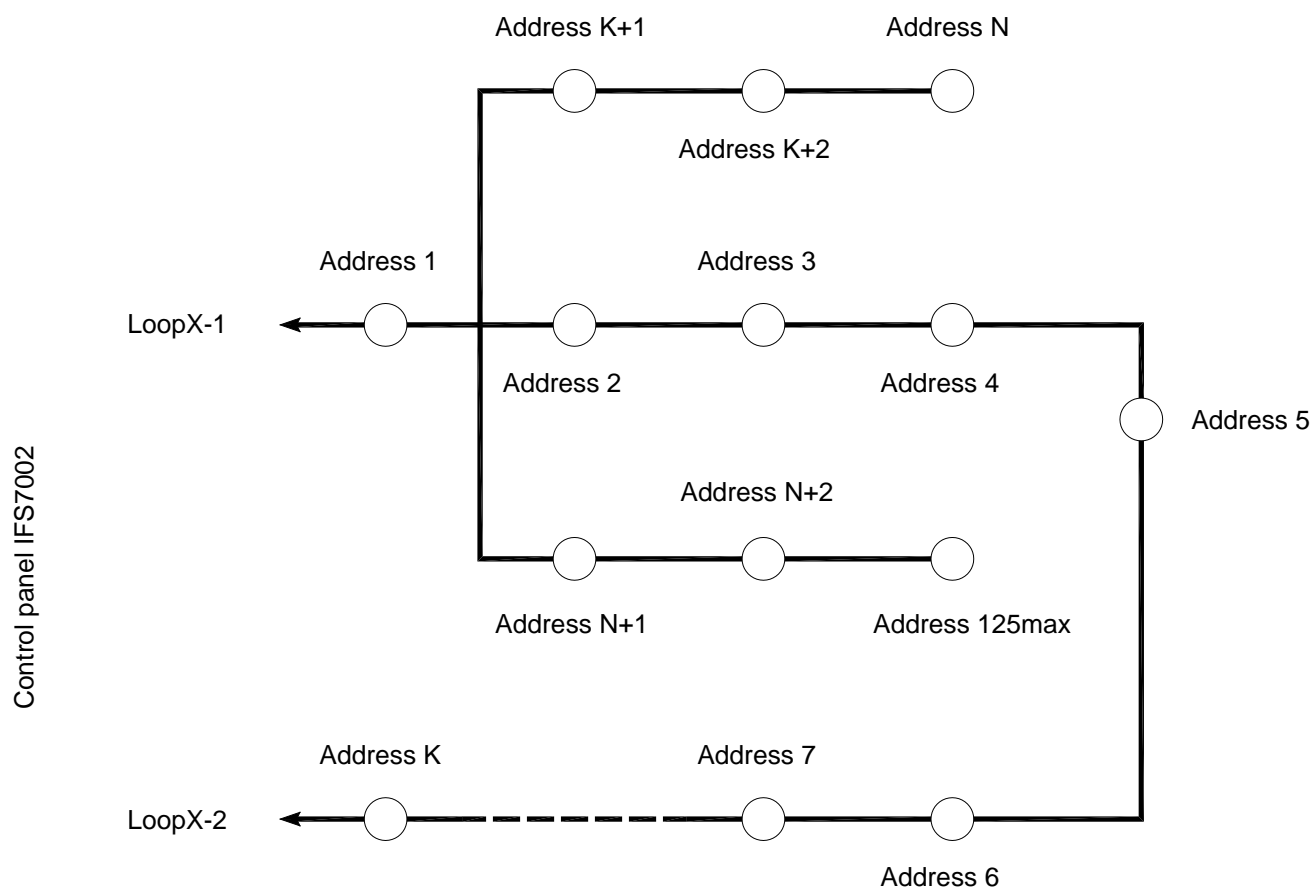 Address K+1
Address N
Address K+2
Address 1
Address 3
LoopX-1
Address 2
Address 4
Address 5
Control panel IFS7002
Address N+2
Address N+1
Address 125max
Address K
Address 7
LoopX-2
Address 6